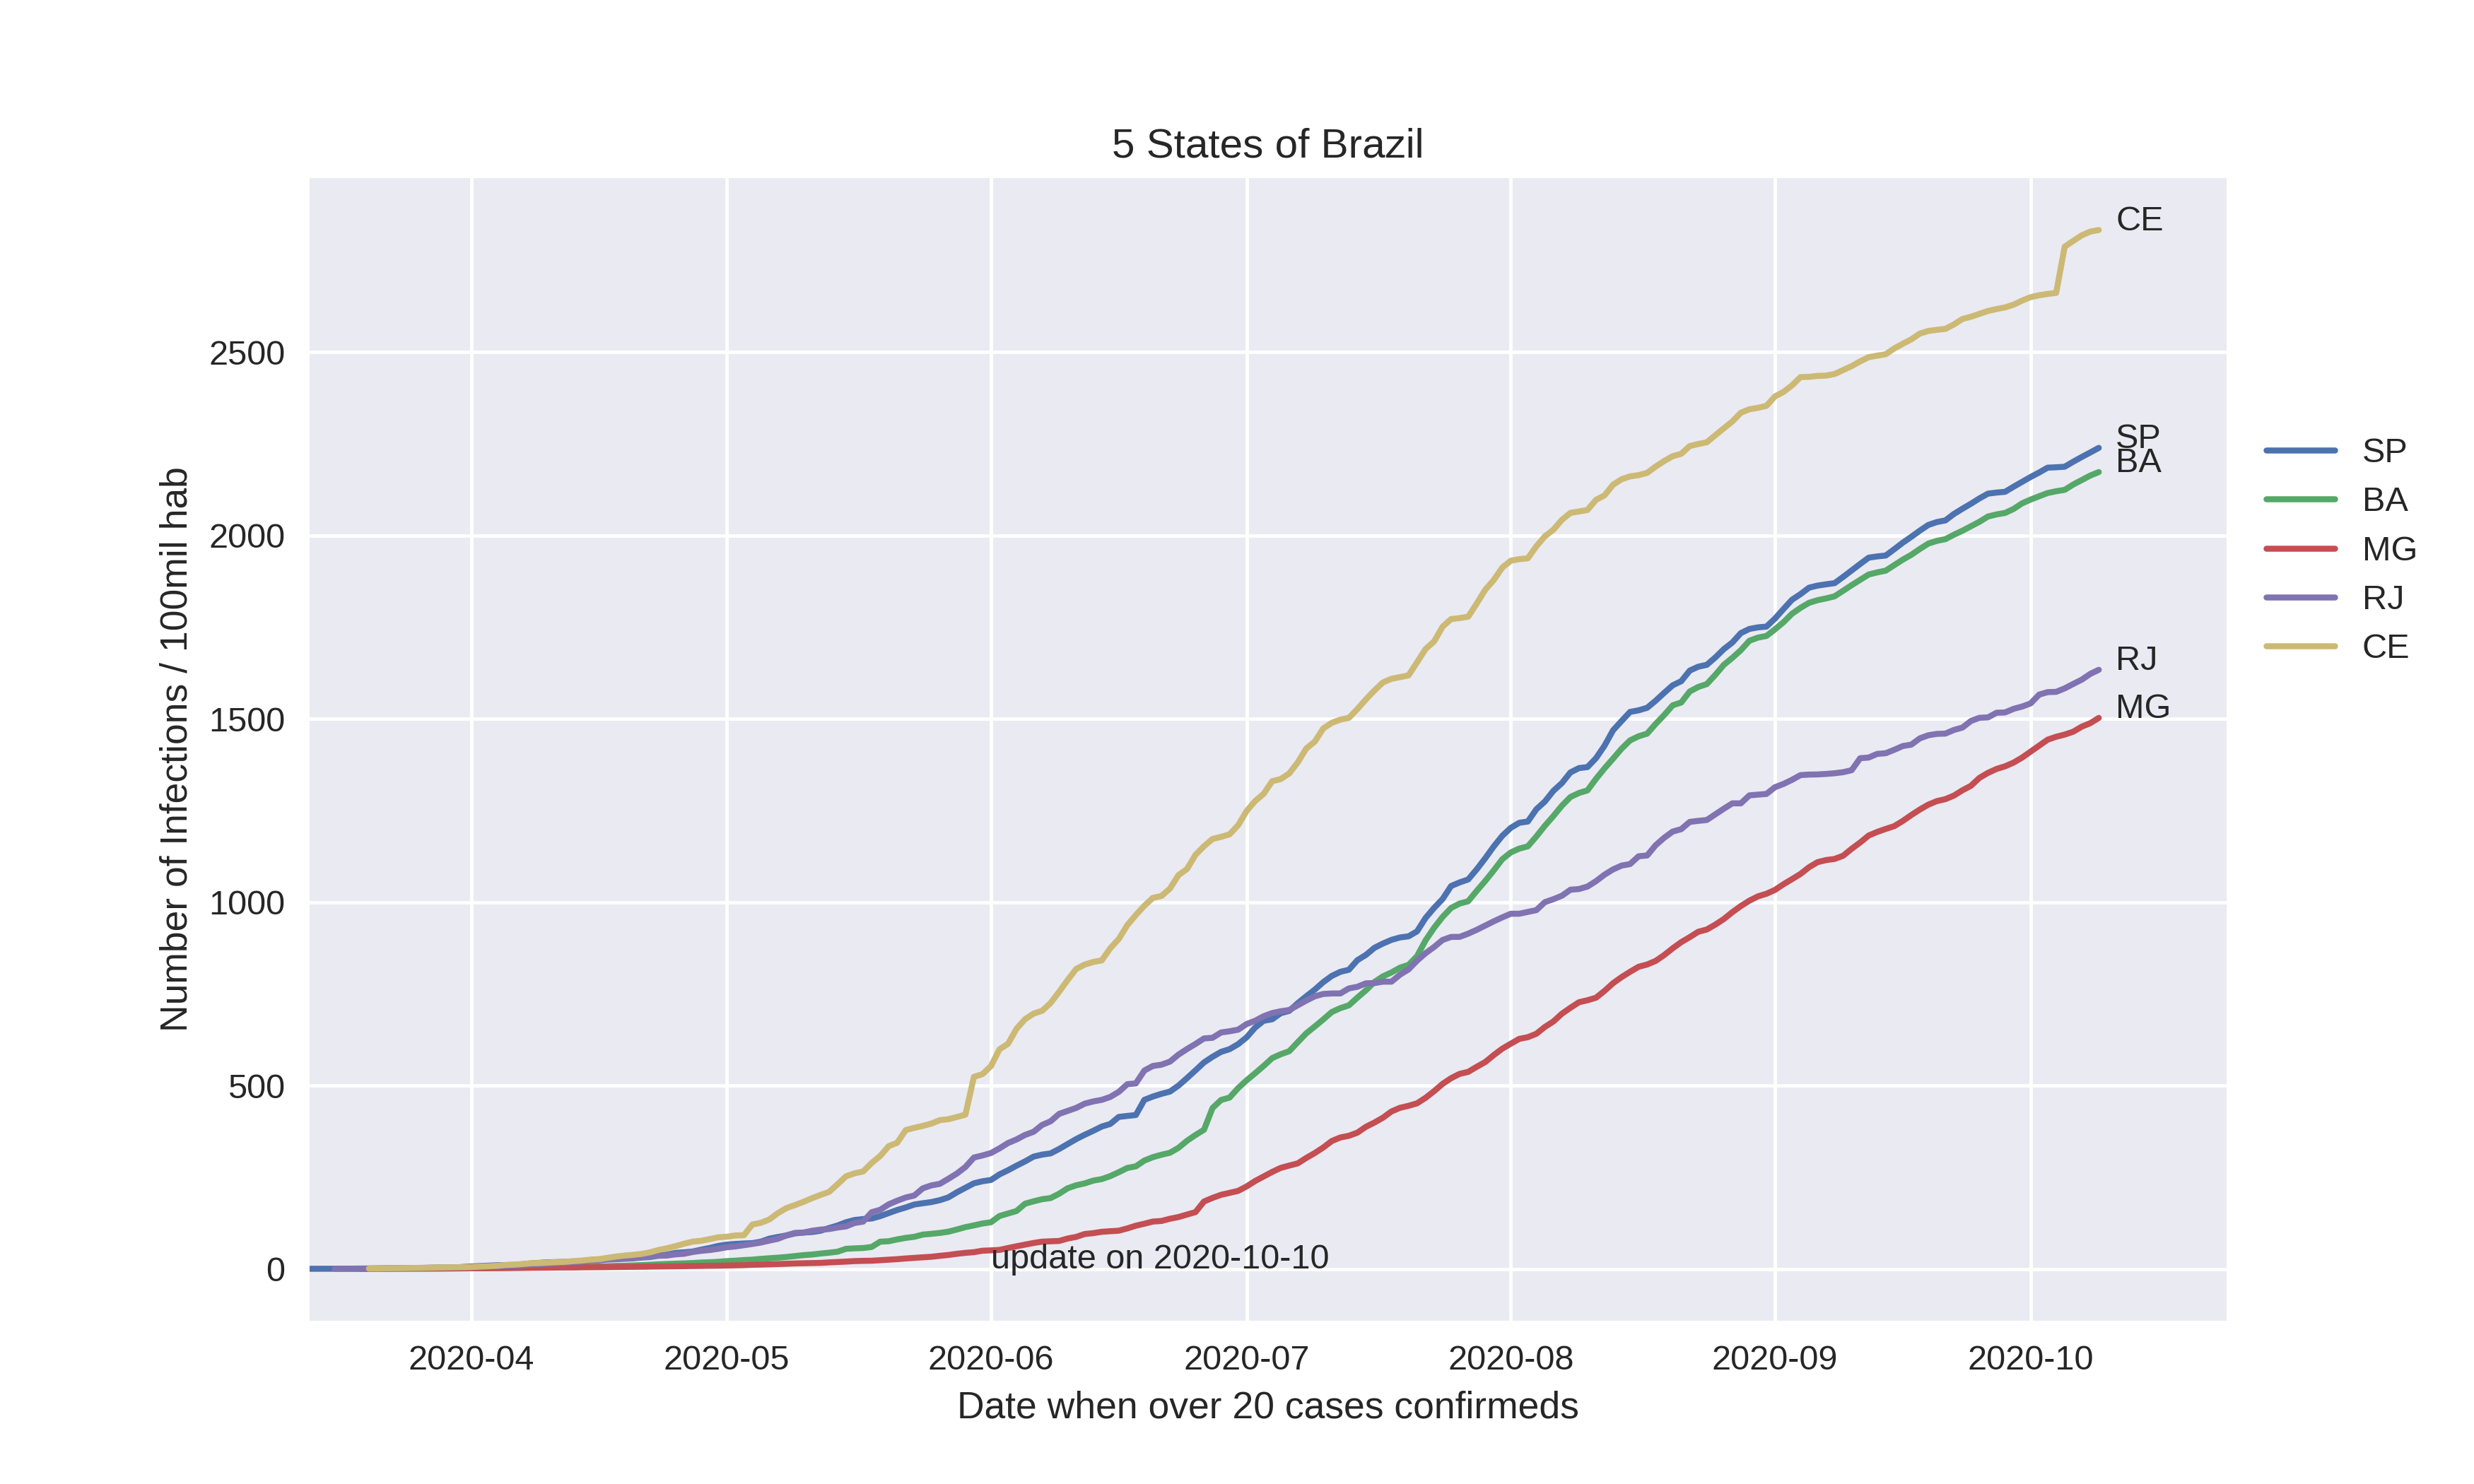 5 States of Brazil
Number of Infections / 100mil hab
2500
2000
1500
1000
500
0
CE
SP
BA
RJ
MG
SP
BA
MG
RJ
CE
update on 2020-10-10
2020-04 2020-05 2020-06 2020-07 2020-08 2020-09 2020-10
Date when over 20 cases confirmeds